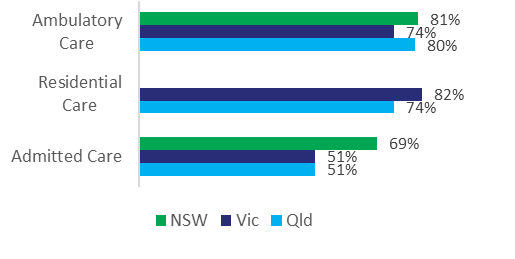 Ambulatory
Care
81%
74%
80%
Residential
Care
82%
74%
Admitted Care
69%
51%
51%
NSW Vic Qld